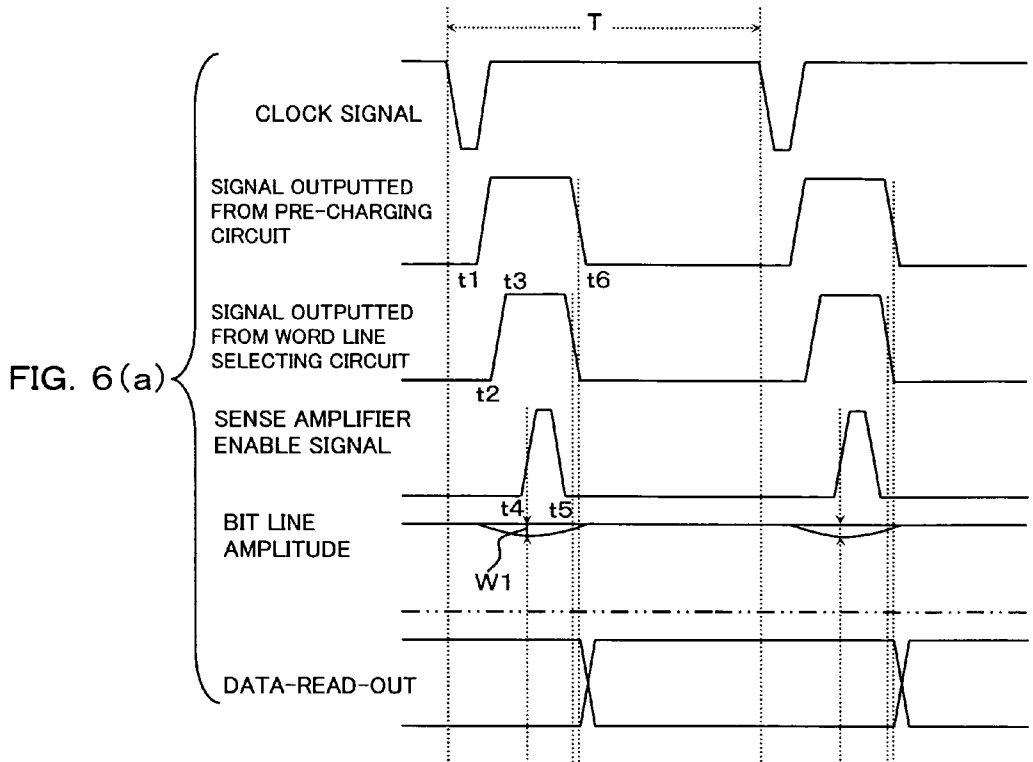 T
CLOCK SIGNAL
SIGNAL OUTPUTTED
FROM PRE-CHARGING
CIRCUIT
t1
t3
t6
SIGNAL OUTPUTTED
FROM WORD LINE
SELECTING CIRCUIT
FIG. 6(a)
t2
SENSE AMPLIFIER
ENABLE SIGNAL
t4
t5
BIT LINE
AMPLITUDE
W1
DATA-READ-OUT